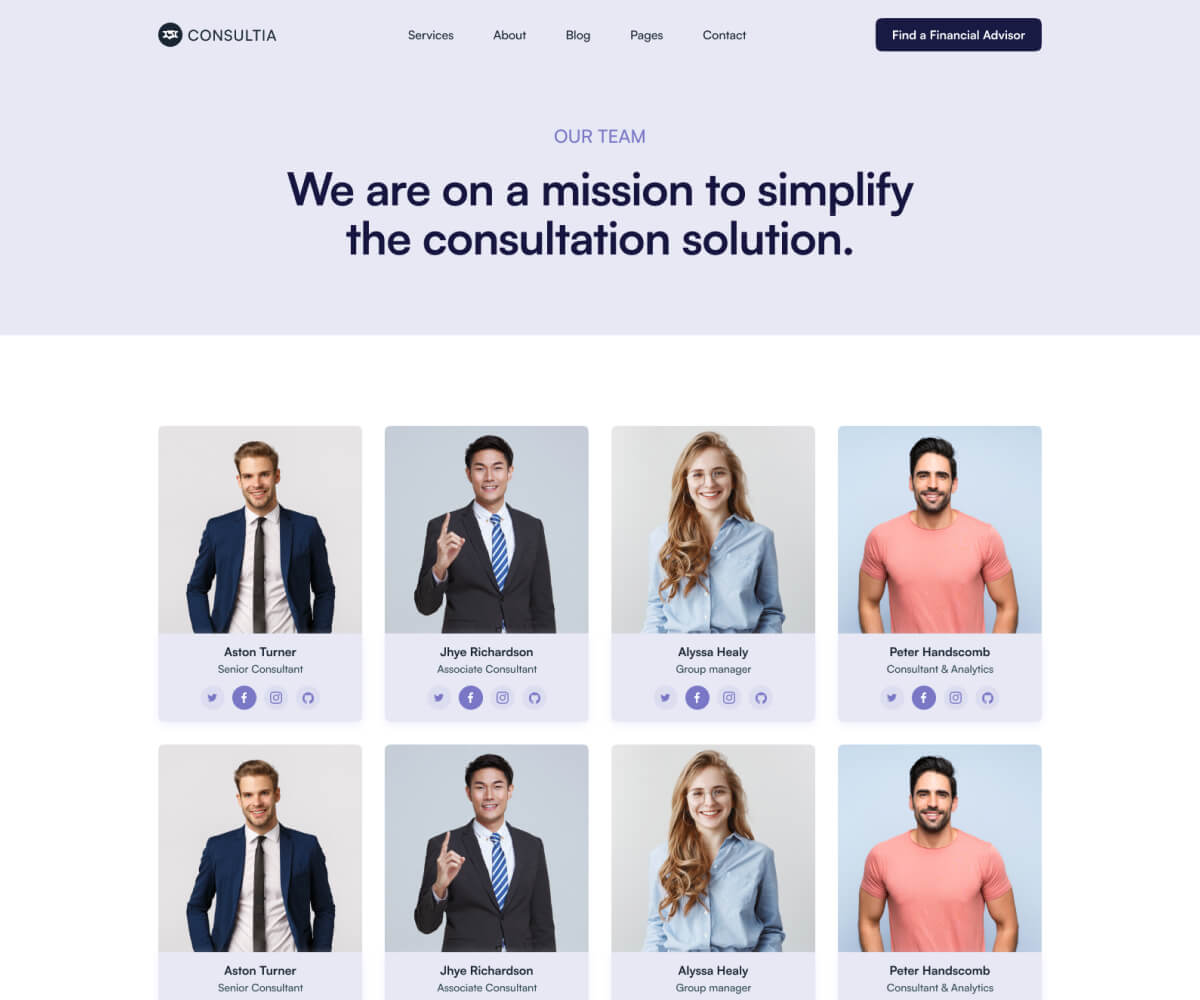 CONSULTIA
Services
About
Blog
Pages
Contact
Find a Financial Advisor
OUR TEAM
We are on a mission to simplify
the consultation solution.
Aston Turner
Senior Consultant
Jhye Richardson
Associate Consultant
Alyssa Healy
Group manager
Peter Handscomb
Consultant & Analytics
Aston Turner
Senior Consultant
Jhye Richardson
Associate Consultant
Alyssa Healy
Group manager
Peter Handscomb
Consultant & Analytics